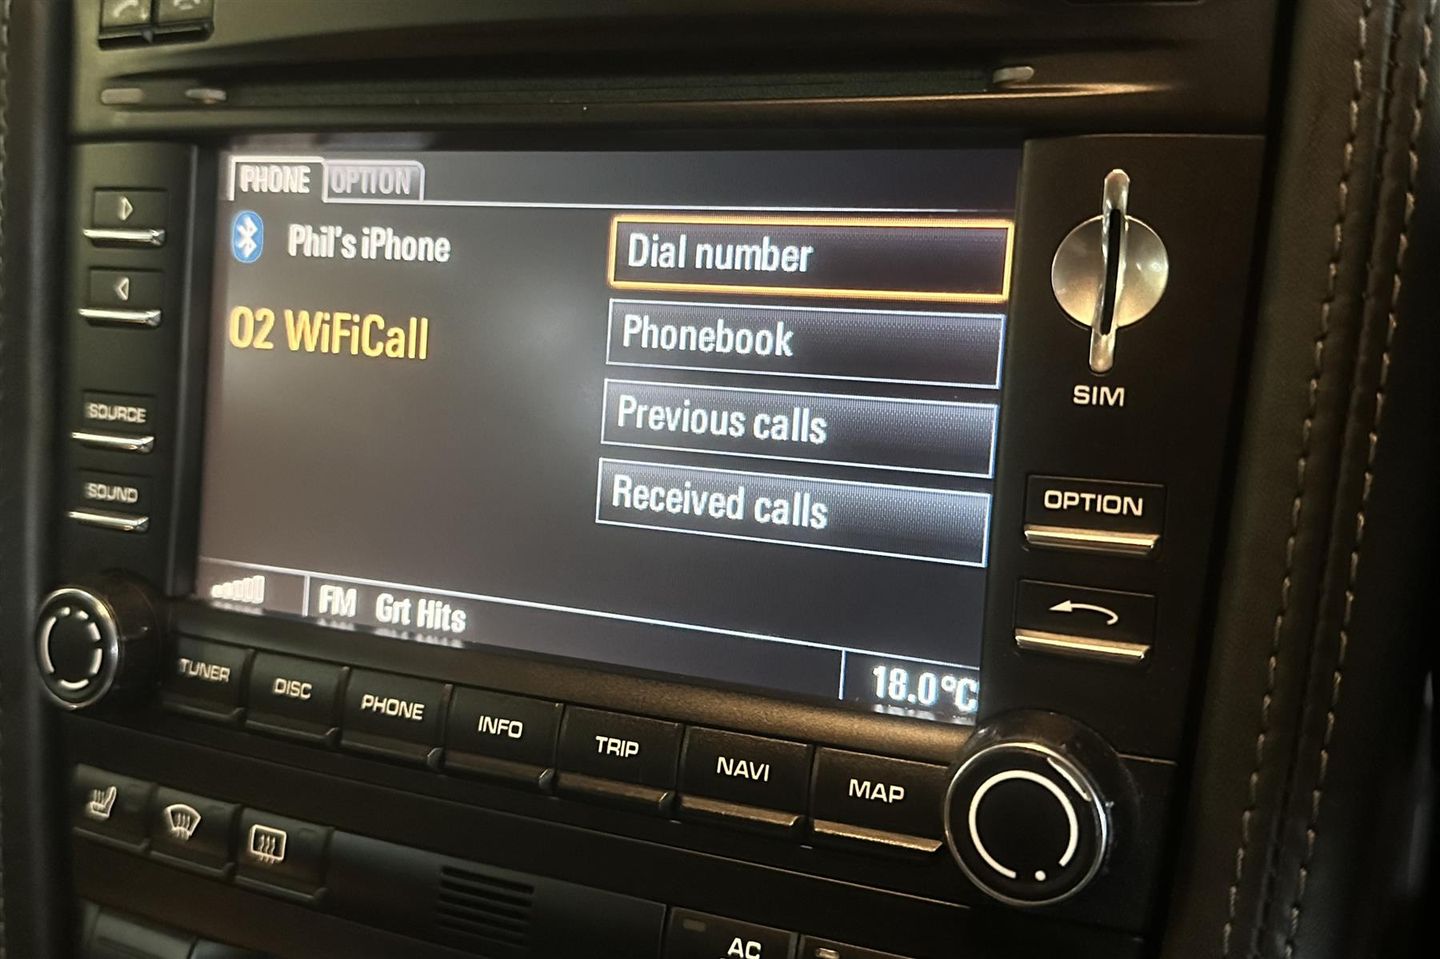 PHONE OPTION
Phil's iPhone
O2 WiFiCall
Dial number
Phonebook
Previous calls
Received calls
FM Grt Hits
18.0°C
SOURCE
SOUND
SIM
OPTION
TUNER DISC PHONE INFO TRIP NAVI MAP
AC